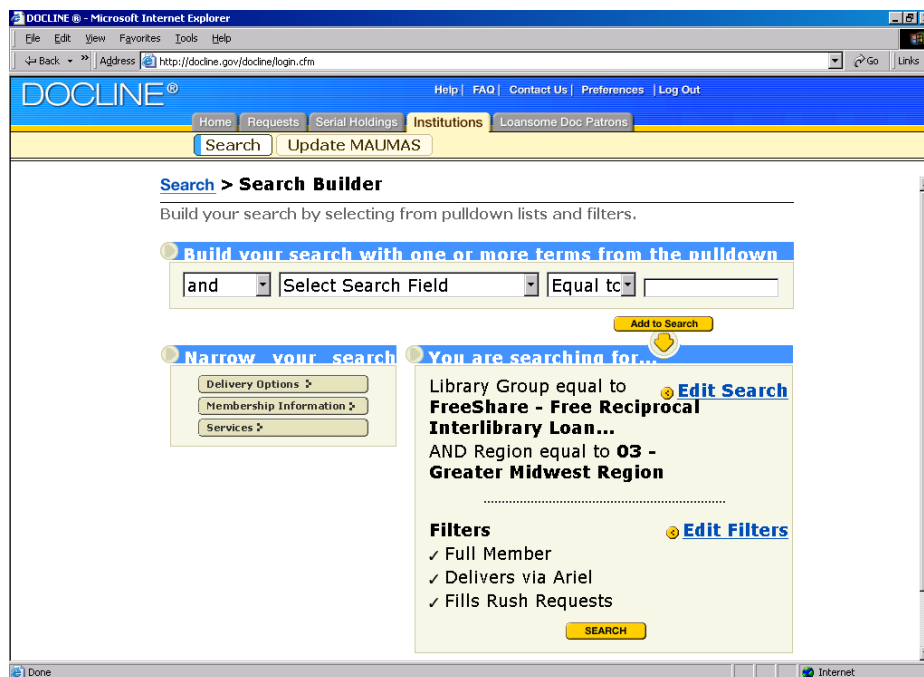 DOCLINE ® - Microsoft Internet Explorer
File Edit View Favorites Tools Help
Back » Address http://docline.gov/docline/login.cfm Go Links
DOCLINE®
Help | FAQ | Contact Us | Preferences | Log Out
Home Requests Serial Holdings Institutions Loansome Doc Patrons
Search Update MAUMAS
Search > Search Builder
Build your search by selecting from pulldown lists and filters.
Build your search with one or more terms from the pulldown
and Select Search Field Equal to
Add to Search
Narrow your search
You are searching for...
Delivery Options
Membership Information
Services
Library Group equal to
Edit Search
FreeShare - Free Reciprocal
Interlibrary Loan...
AND Region equal to 03 -
Greater Midwest Region
Filters
Edit Filters
✓ Full Member
✓ Delivers via Ariel
✓ Fills Rush Requests
SEARCH
Done Internet